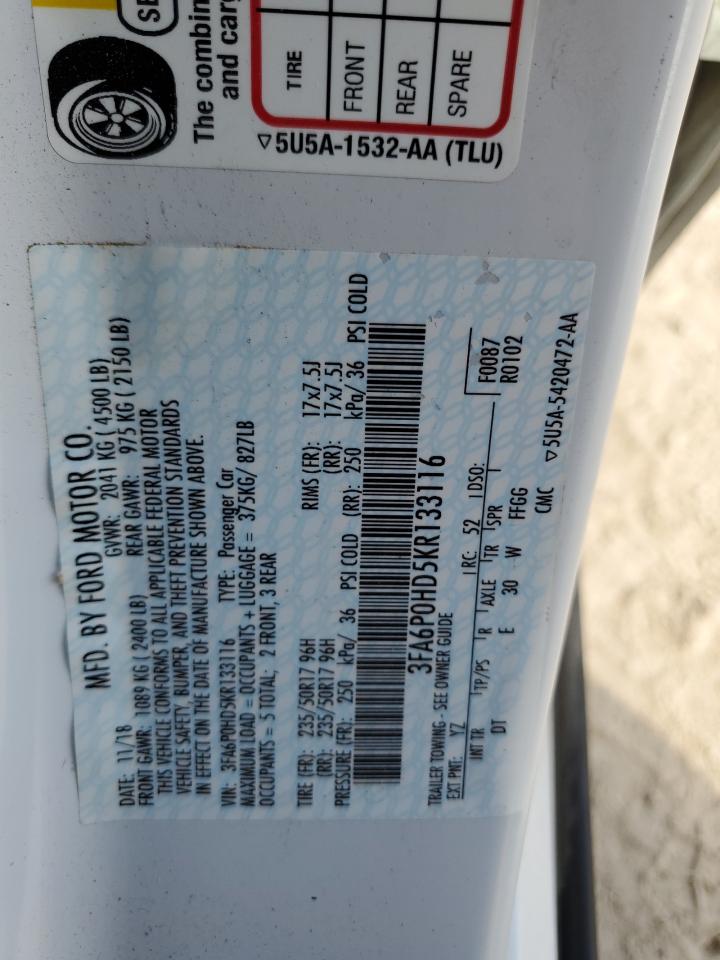 SE
The combin
and carg
TIRE
FRONT
REAR
SPARE
5U5A-1532-AA (TLU)
MFD. BY FORD MOTOR CO.
DATE: 11/18 GVWR: 2041 KG ( 4500 LB)
FRONT GAWR: 1089 KG ( 2400 LB) REAR GAWR: 975 KG ( 2150 LB)
THIS VEHICLE CONFORMS TO ALL APPLICABLE FEDERAL MOTOR
VEHICLE SAFETY, BUMPER, AND THEFT PREVENTION STANDARDS
IN EFFECT ON THE DATE OF MANUFACTURE SHOWN ABOVE.
VIN: 3FA6P0HD5KR133116 TYPE: Passenger Car
MAXIMUM LOAD = OCCUPANTS + LUGGAGE = 375KG/ 827LB
OCCUPANTS = 5 TOTAL; 2 FRONT, 3 REAR
TIRE (FR): 235/50R17 96H RIMS (FR): 17x7.5J
(RR): 235/50R17 96H (RR): 17x7.5J
PRESSURE (FR): 250 kPa/ 36 PSI COLD (RR): 250 kPa/ 36 PSI COLD
3FA6P0HD5KR133116
TRAILER TOWING - SEE OWNER GUIDE
EXT PNT: YZ RC: 52 DSO: F0087
R0102
INT TR TP/PS R AXLE TR SPR
DT E 30 W FFGG
CMC 5U5A-5420472-AA